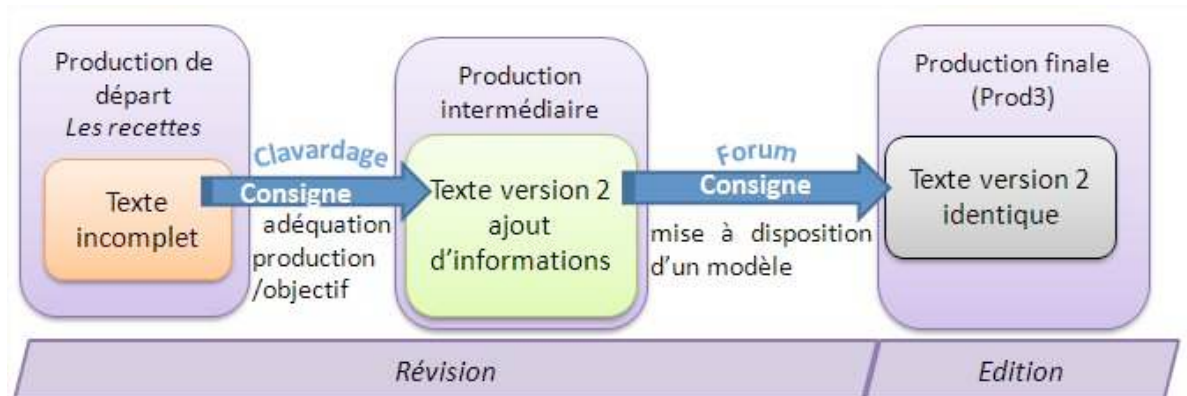 Production de
départ
Les recettes
Texte
incomplet
Clavardage
Consigne
adéquation
production
/objectif
Production
intermédiaire
Texte version 2
ajout
d'informations
Forum
Consigne
mise à disposition
d'un modèle
Production finale
(Prod3)
Texte version 2
identique
Révision
Edition